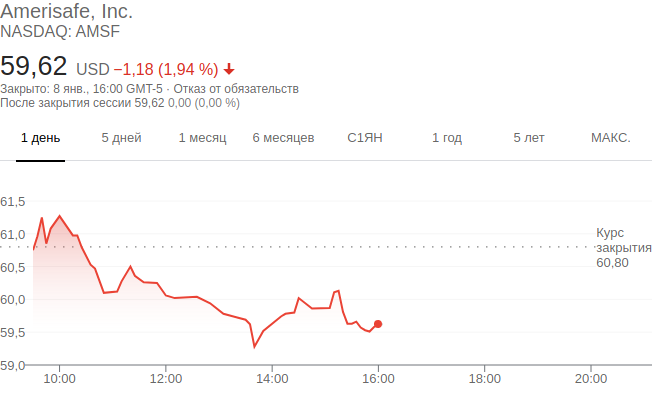 Amerisafe, Inc.
NASDAQ: AMSF
59,62 USD −1,18 (1,94 %)
Закрыто: 8 янв., 16:00 GMT-5 · Отказ от обязательств
После закрытия сессии 59,62 0,00 (0,00 %)
1 день 5 дней 1 месяц 6 месяцев С1ЯН 1 год 5 лет МАКС.
61,5
61,0
60,5
60,0
59,5
59,0
Курс
закрытия
60,80
10:00 12:00 14:00 16:00 18:00 20:00